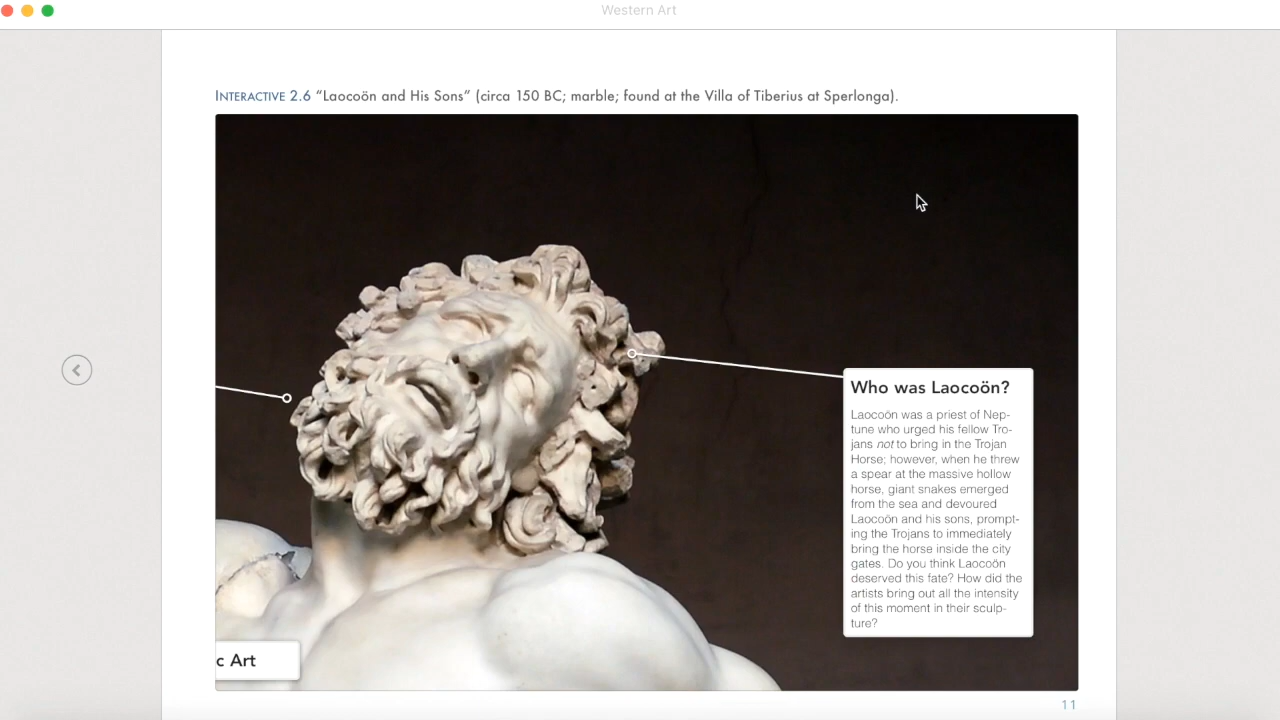 Western Art
INTERACTIVE 2.6 “Laocoön and His Sons” (circa 150 BC; marble; found at the Villa of Tiberius at Sperlonga).
Who was Laocoön?
Laocoön was a priest of Nep-
tune who urged his fellow Tro-
jans not to bring in the Trojan
Horse; however, when he threw
a spear at the massive hollow
horse, giant snakes emerged
from the sea and devoured
Laocoön and his sons, prompt-
ing the Trojans to immediately
bring the horse inside the city
gates. Do you think Laocoön
deserved this fate? How did the
artists bring out all the intensity
of this moment in their sculp-
ture?
c Art
11